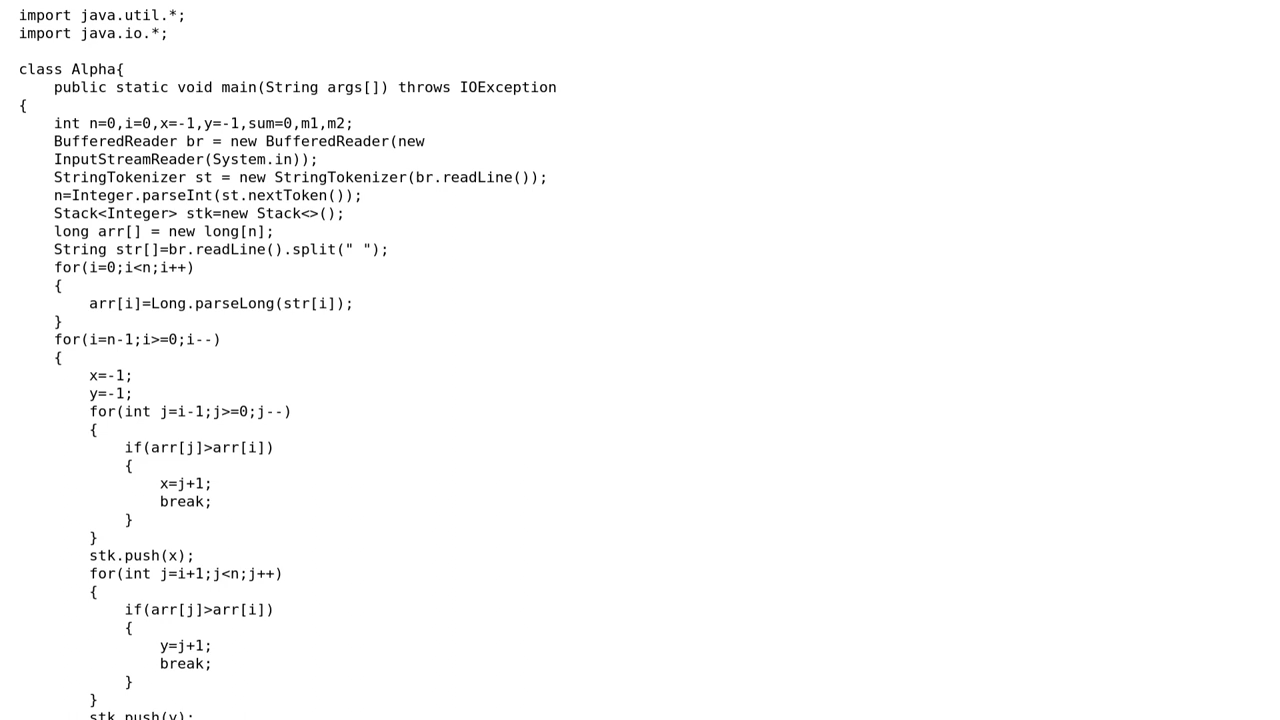 import java.util.*;
import java.io.*;
class Alpha{
public static void main(String args[]) throws IOException
{
int n=0,i=0,x=-1,y=-1,sum=0,m1,m2;
BufferedReader br = new BufferedReader(new
InputStreamReader(System.in));
StringTokenizer st = new StringTokenizer(br.readLine());
n=Integer.parseInt(st.nextToken());
Stack<Integer> stk=new Stack<>();
long arr[] = new long[n];
String str[]=br.readLine().split(" ");
for(i=0;i<n;i++)
{
arr[i]=Long.parseLong(str[i]);
}
for(i=n-1;i>=0;i--)
{
x=-1;
y=-1;
for(int j=i-1;j>=0;j--)
{
if(arr[j]>arr[i])
{
x=j+1;
break;
}
}
stk.push(x);
for(int j=i+1;j<n;j++)
{
if(arr[j]>arr[i])
{
y=j+1;
break;
}
}
stk.push(y);